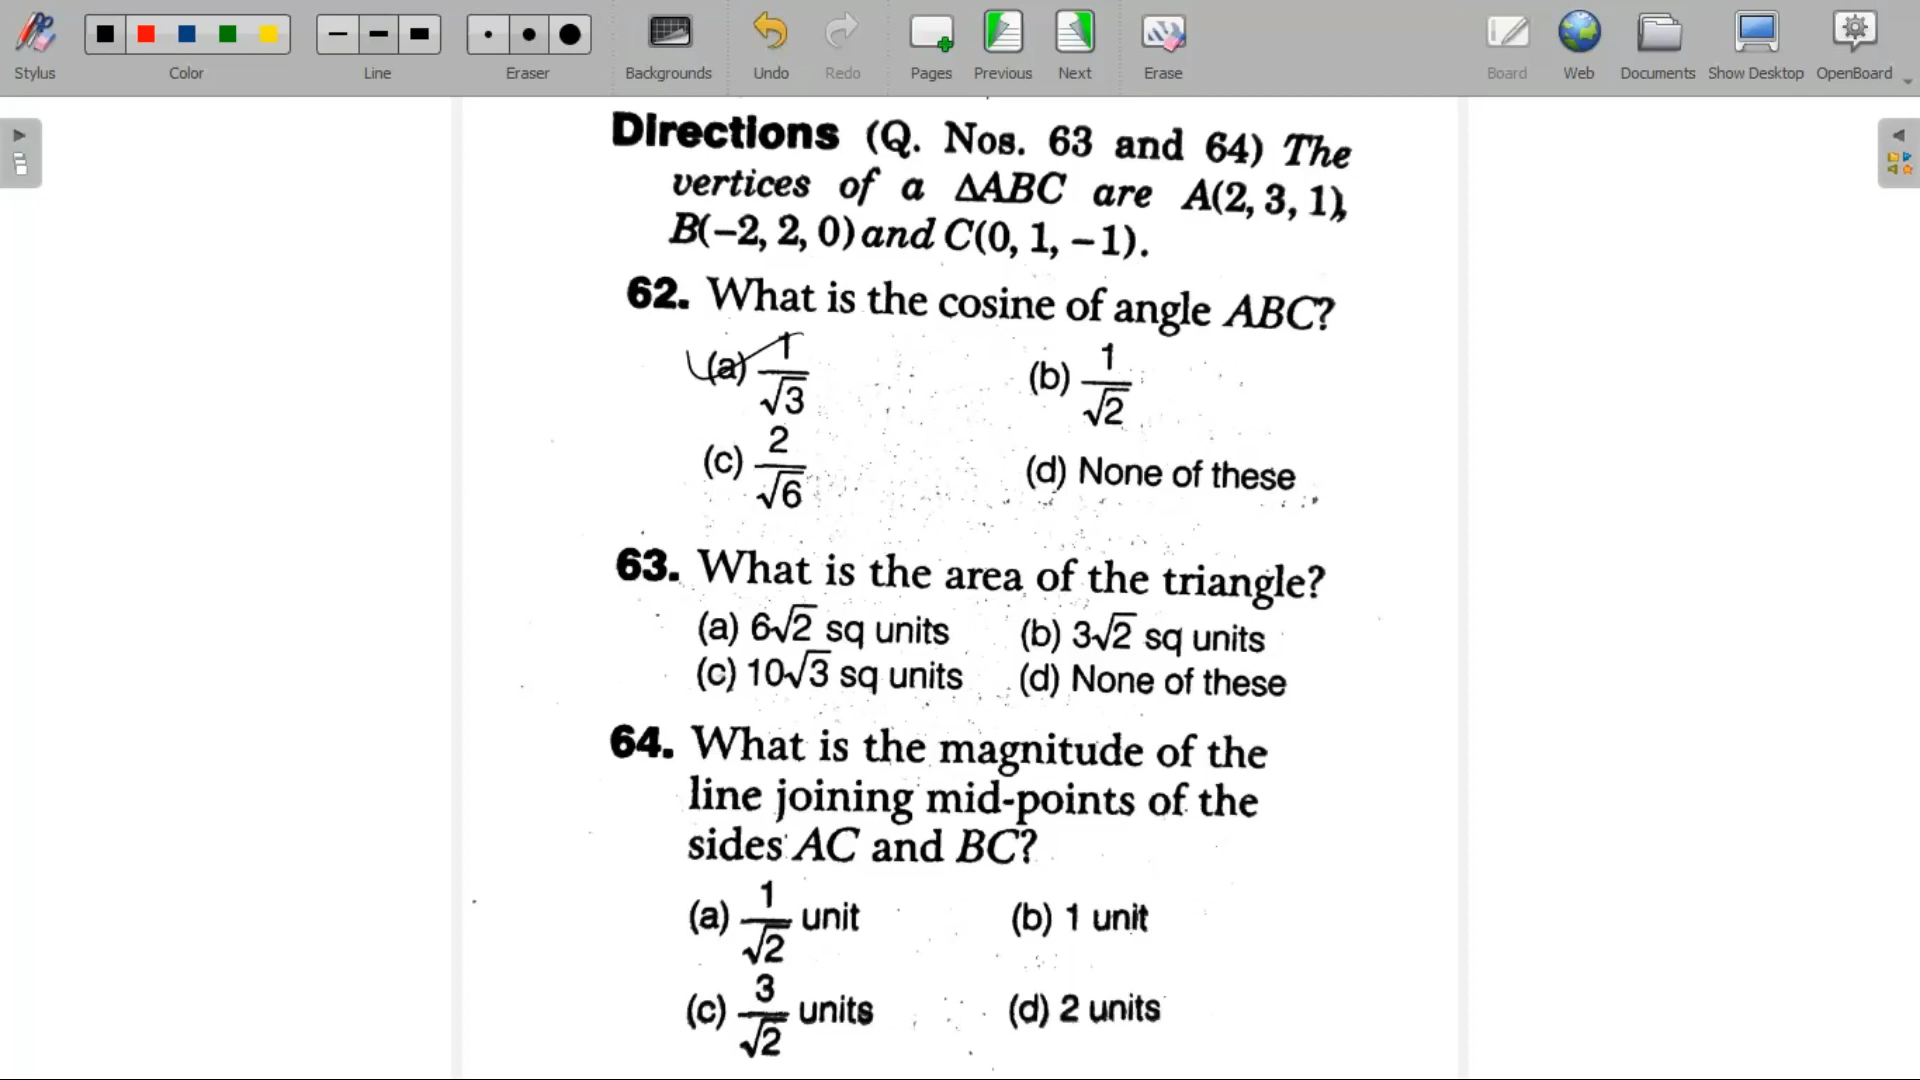 Stylus Color Line Eraser Backgrounds Undo Redo Pages Previous Next Erase Board Web Documents Show Desktop OpenBoard
Directions (Q. Nos. 63 and 64) The
vertices of a ΔABC are A(2, 3, 1),
B(−2, 2, 0) and C(0, 1, −1).
62. What is the cosine of angle ABC?
(a) 1/√3 (b) 1/√2
(c) 2/√6 (d) None of these
63. What is the area of the triangle?
(a) 6√2 sq units (b) 3√2 sq units
(c) 10√3 sq units (d) None of these
64. What is the magnitude of the
line joining mid-points of the
sides AC and BC?
(a) 1/√2 unit (b) 1 unit
(c) 3/√2 units (d) 2 units